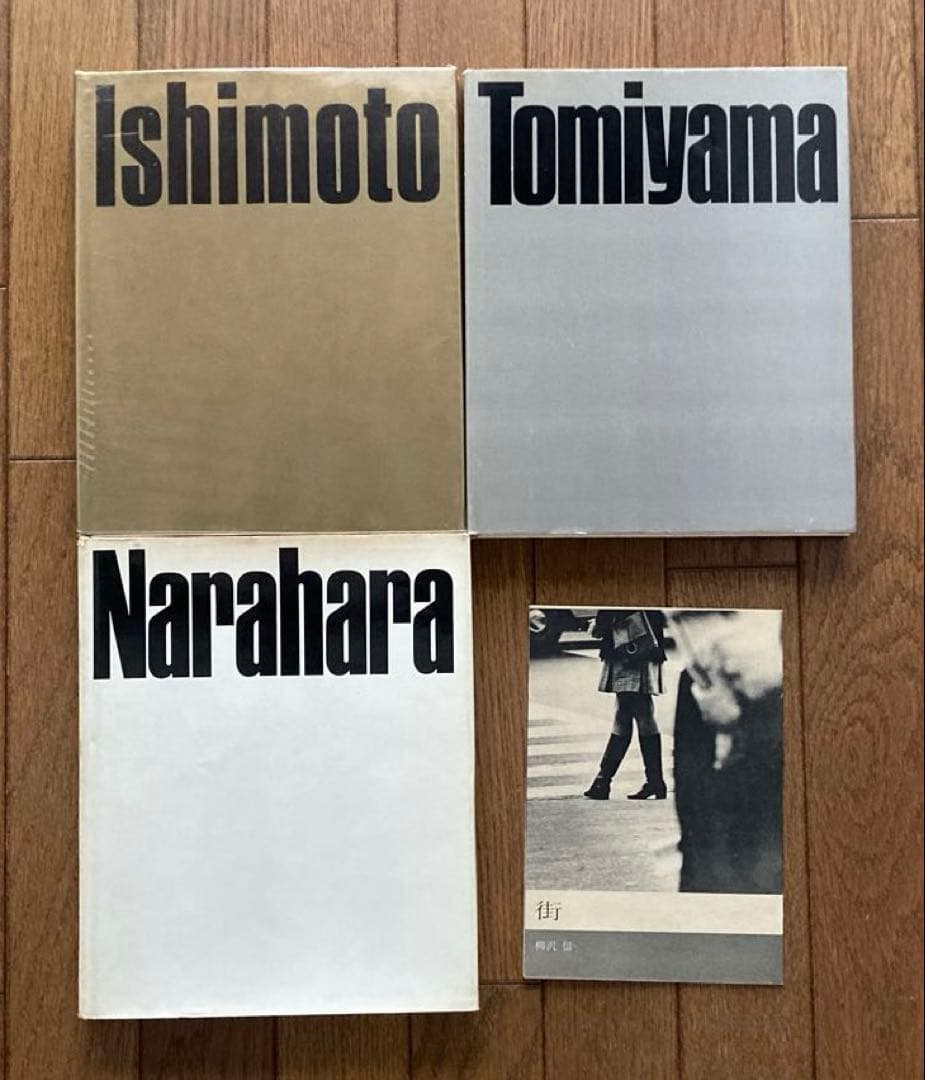 Ishimoto
Tomiyama
Narahara
街
柳沢 信